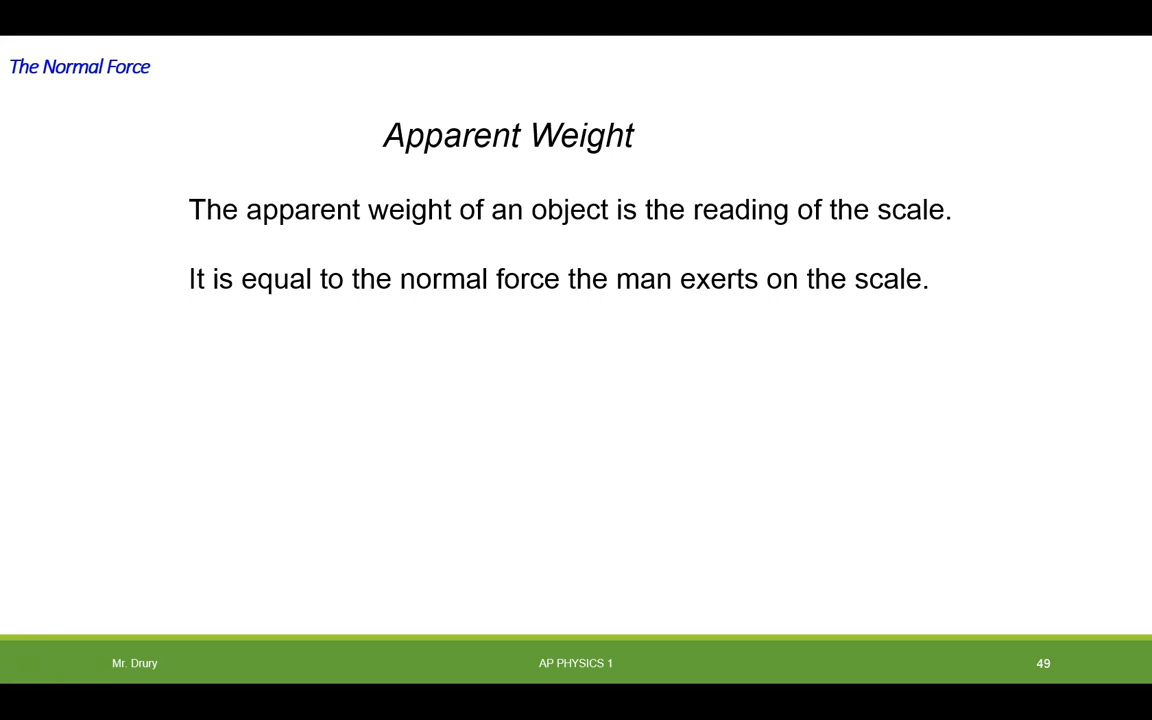 The Normal Force
Apparent Weight
The apparent weight of an object is the reading of the scale.
It is equal to the normal force the man exerts on the scale.
Mr. Drury
AP PHYSICS 1
49